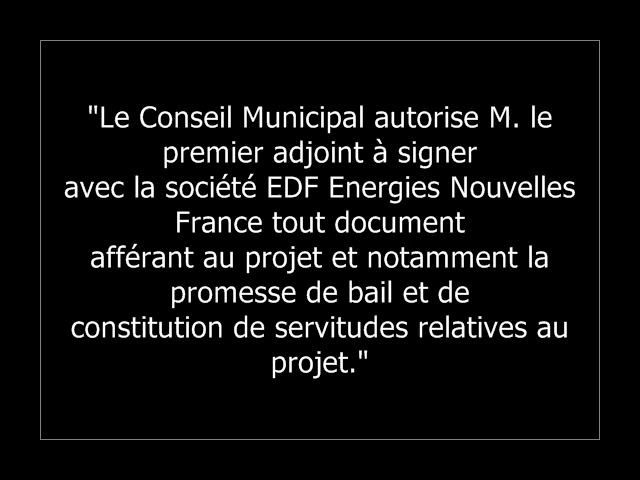 "Le Conseil Municipal autorise M. le
premier adjoint à signer
avec la société EDF Energies Nouvelles
France tout document
afférant au projet et notamment la
promesse de bail et de
constitution de servitudes relatives au
projet."